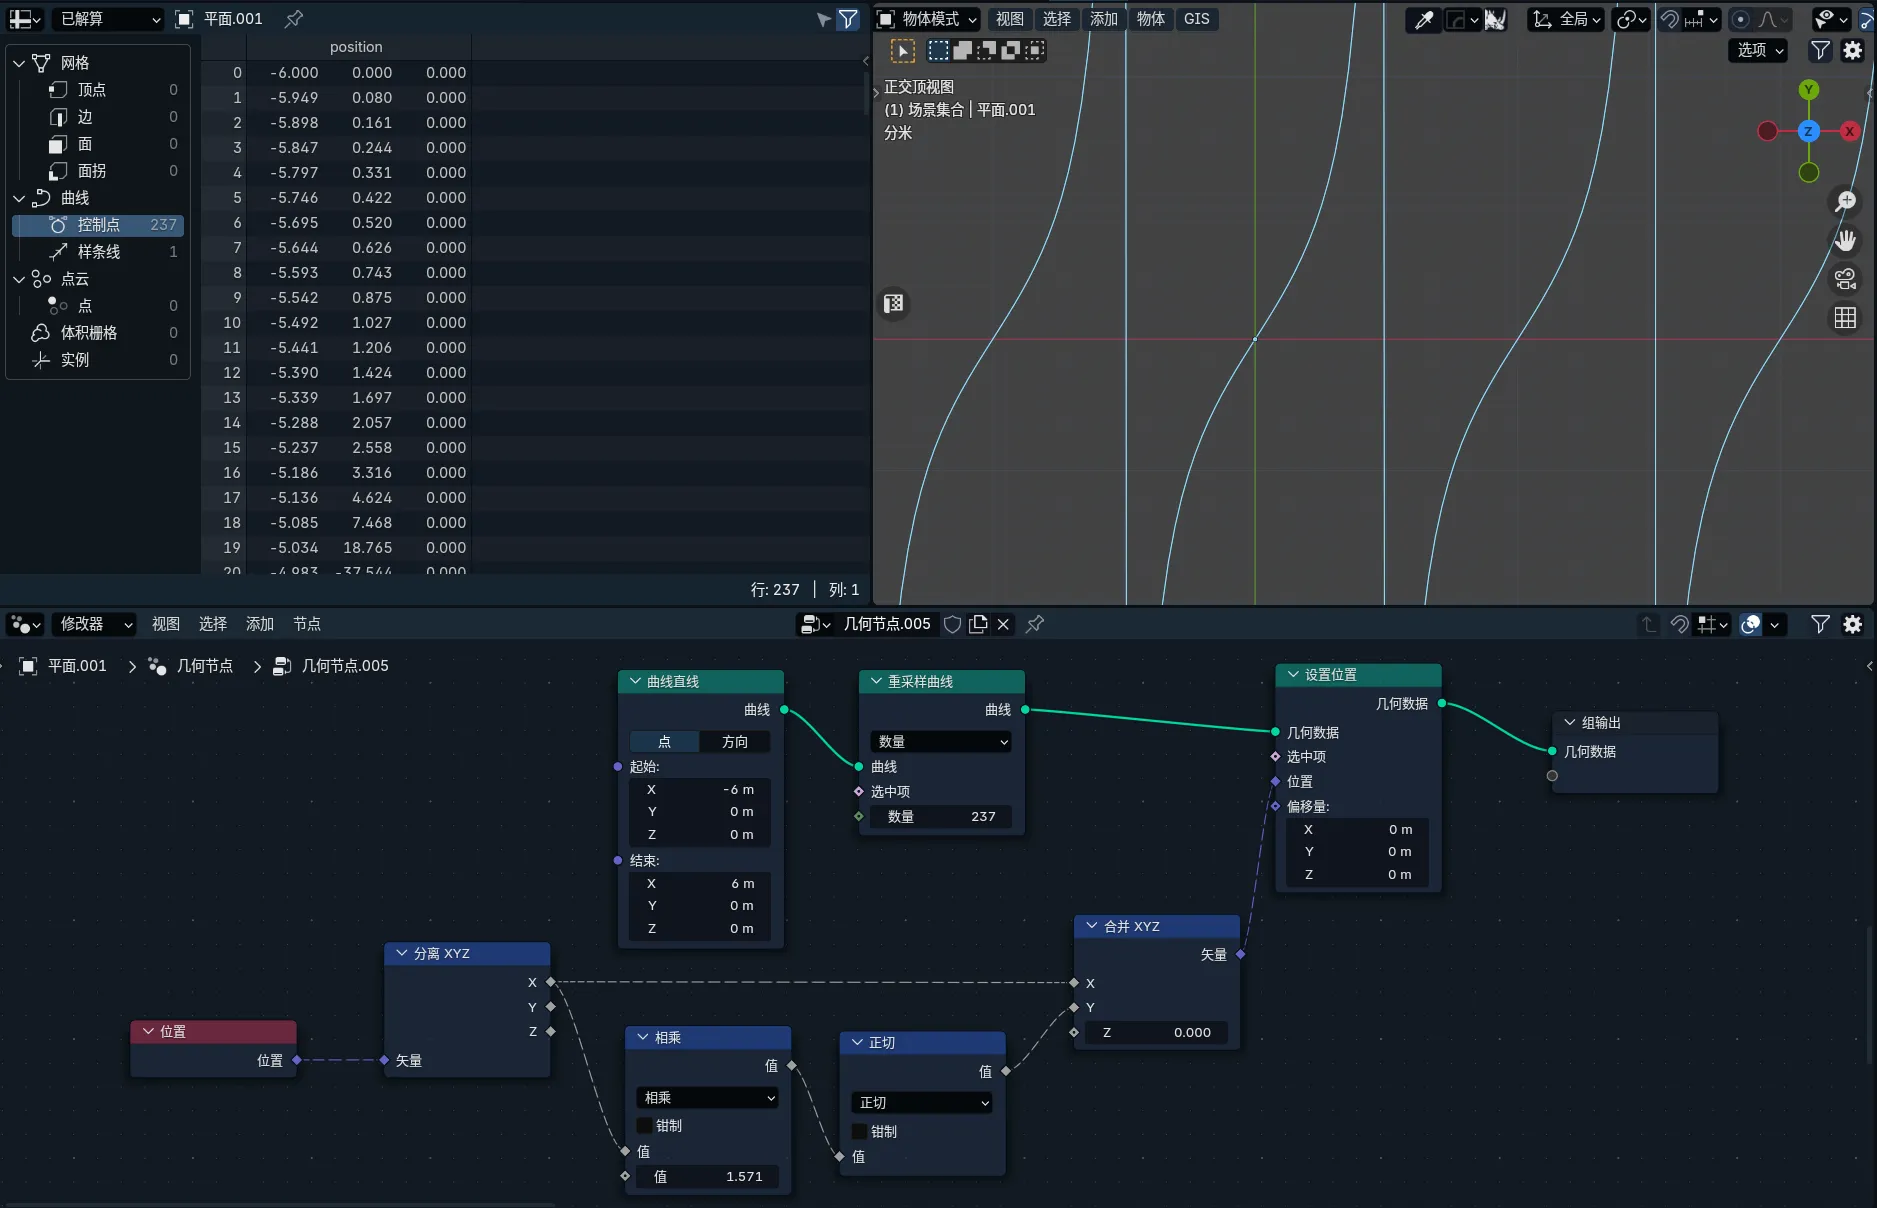 已解算 平面.001
网格
顶点 0
边 0
面 0
面拐 0
曲线
控制点 237
样条线 1
点云
点 0
体积栅格 0
实例 0
position
0 -6.000 0.000 0.000
1 -5.949 0.080 0.000
2 -5.898 0.161 0.000
3 -5.847 0.244 0.000
4 -5.797 0.331 0.000
5 -5.746 0.422 0.000
6 -5.695 0.520 0.000
7 -5.644 0.626 0.000
8 -5.593 0.743 0.000
9 -5.542 0.875 0.000
10 -5.492 1.027 0.000
11 -5.441 1.206 0.000
12 -5.390 1.424 0.000
13 -5.339 1.697 0.000
14 -5.288 2.057 0.000
15 -5.237 2.558 0.000
16 -5.186 3.316 0.000
17 -5.136 4.624 0.000
18 -5.085 7.468 0.000
19 -5.034 18.765 0.000
20 -4.983 -37.544 0.000
行: 237 | 列: 1
物体模式 视图 选择 添加 物体 GIS 全局
选项
正交顶视图
(1) 场景集合 | 平面.001
分米
Y
Z X
修改器 视图 选择 添加 节点 几何节点.005
平面.001 > 几何节点 > 几何节点.005
曲线直线
曲线
点 方向
起始:
X -6 m
Y 0 m
Z 0 m
结束:
X 6 m
Y 0 m
Z 0 m
重采样曲线
曲线
数量
曲线
选中项
数量 237
设置位置
几何数据
几何数据
选中项
位置
偏移量:
X 0 m
Y 0 m
Z 0 m
组输出
几何数据
位置
位置
分离 XYZ
X
Y
Z
矢量
相乘
值
相乘
钳制
值
值 1.571
正切
值
正切
钳制
值
合并 XYZ
矢量
X
Y
Z 0.000